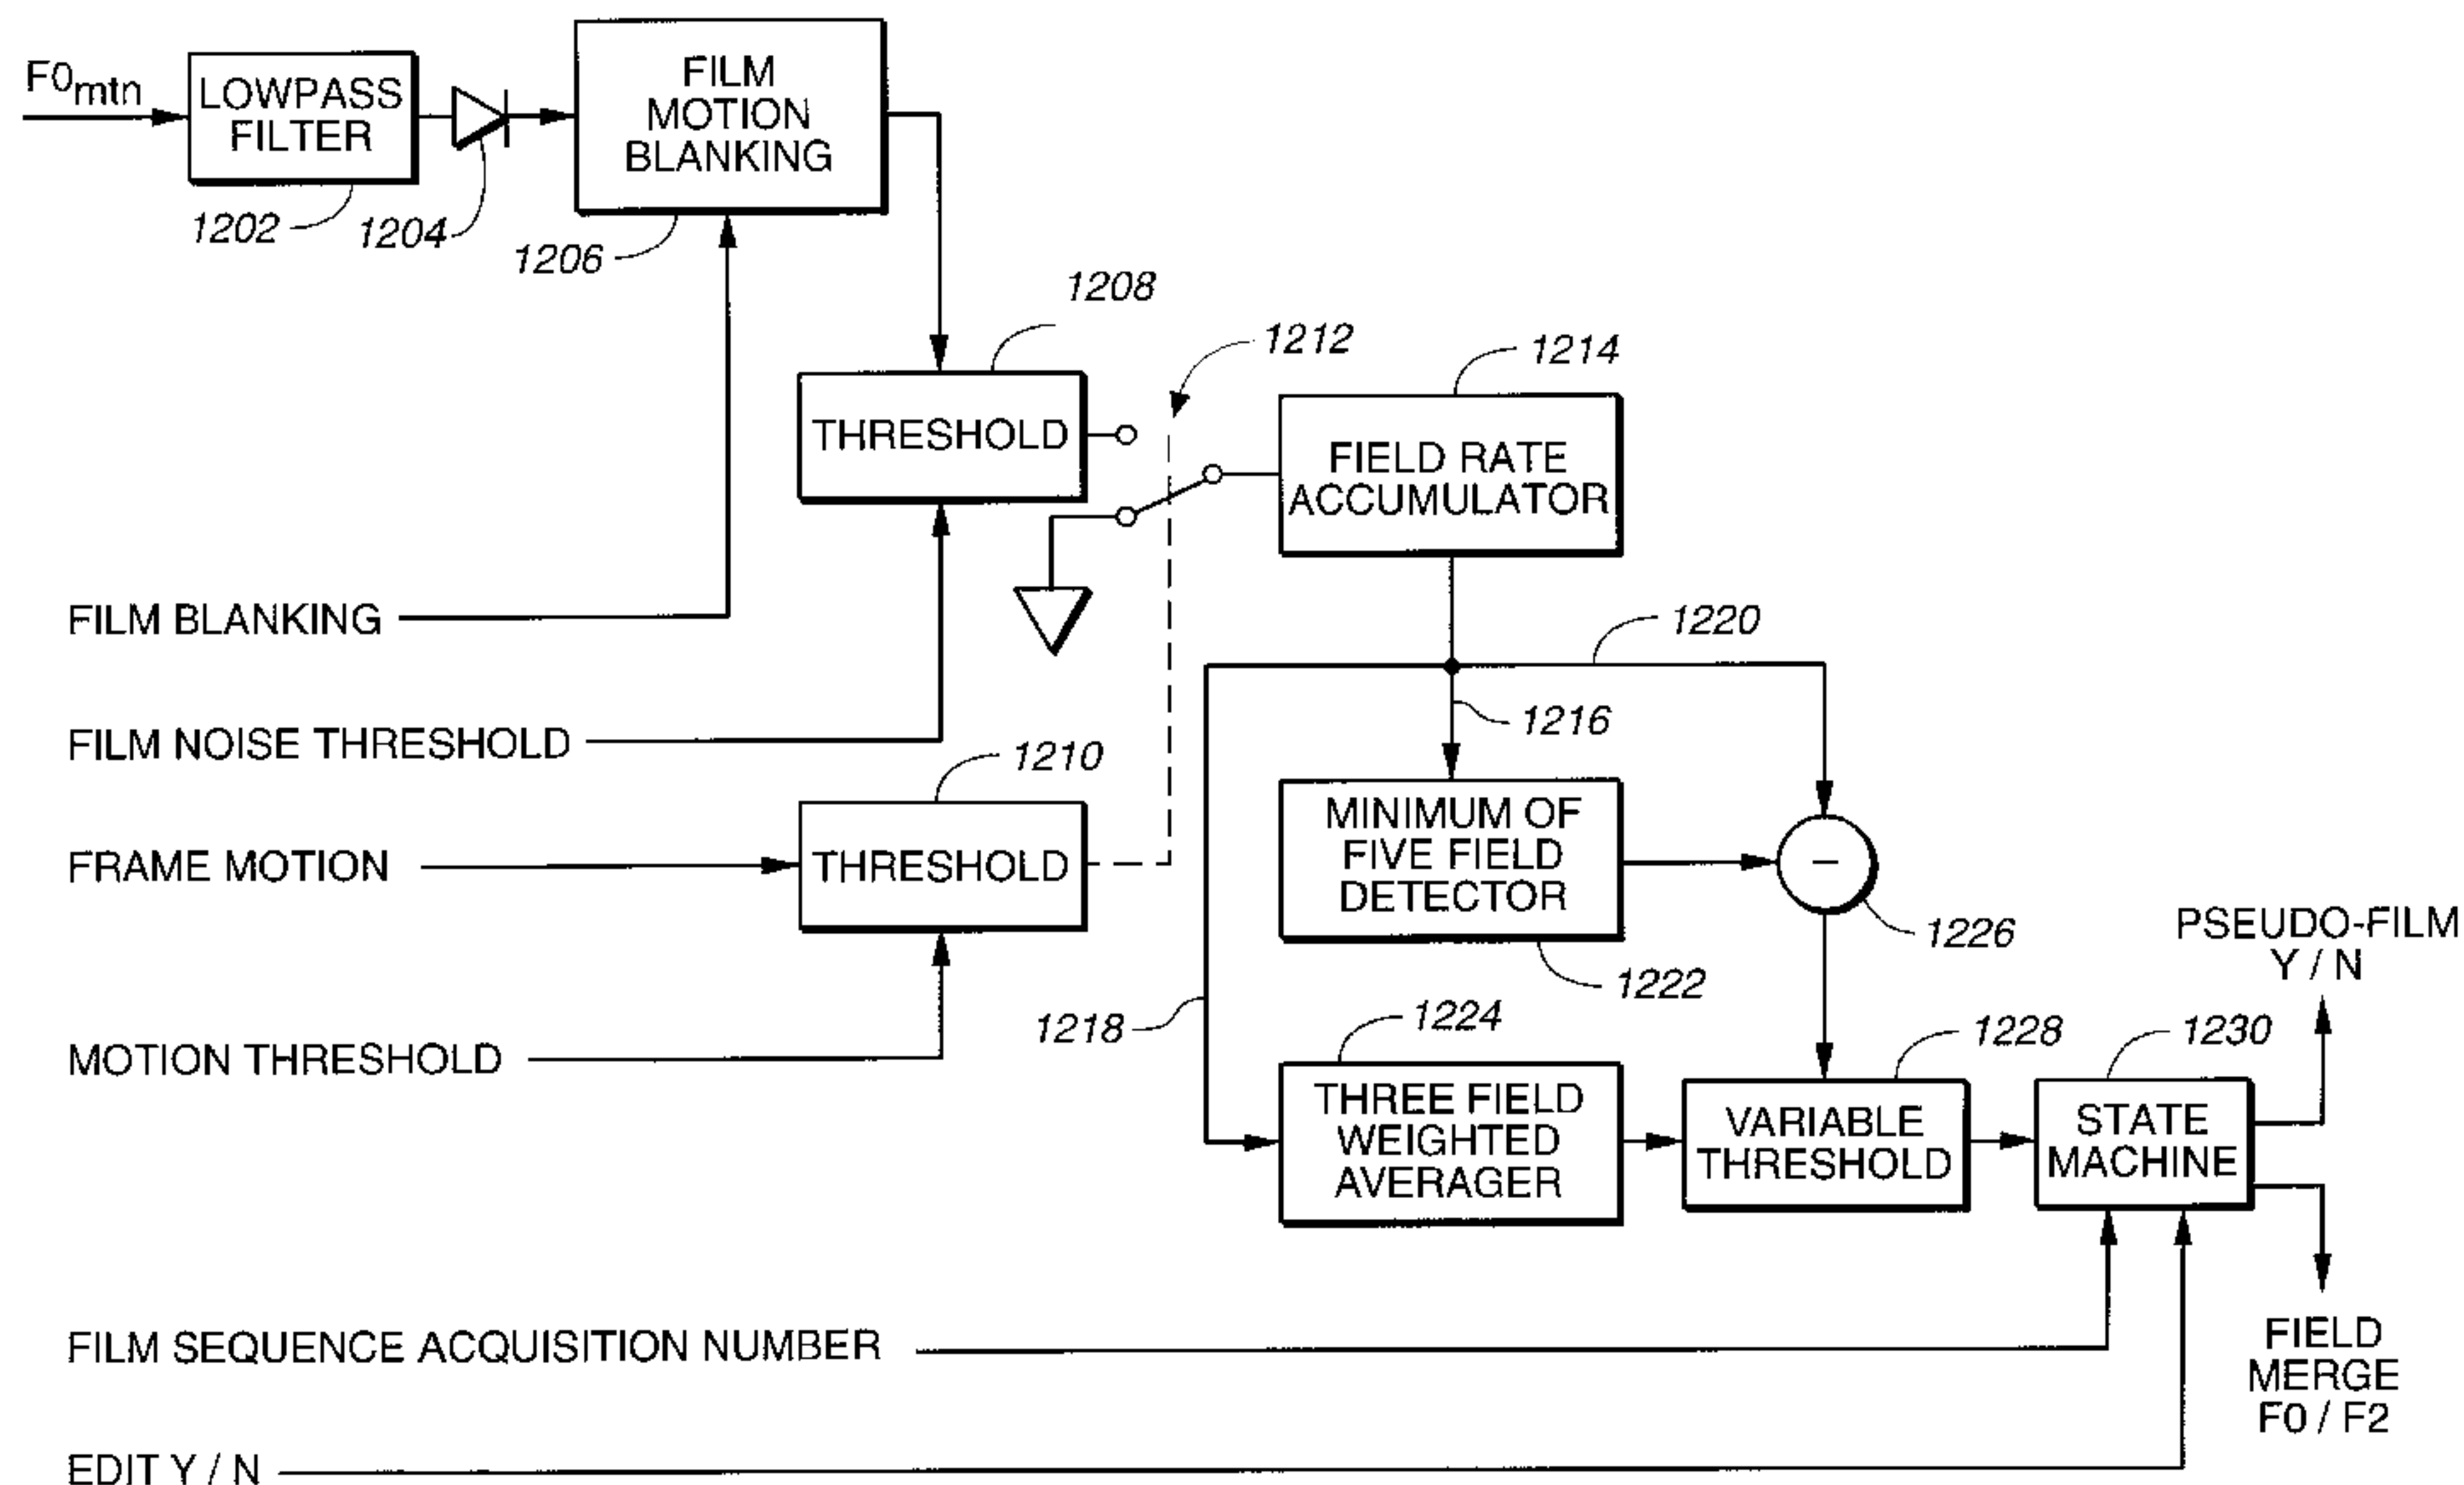 F0mtn
LOWPASS
FILTER
1202
1204
FILM
MOTION
BLANKING
1206
1208
THRESHOLD
1212
1214
FIELD RATE
ACCUMULATOR
FILM BLANKING
1220
1216
FILM NOISE THRESHOLD
1210
FRAME MOTION
THRESHOLD
MINIMUM OF
FIVE FIELD
DETECTOR
1222
–
1226
PSEUDO-FILM
Y / N
MOTION THRESHOLD
1218
1224
THREE FIELD
WEIGHTED
AVERAGER
1228
VARIABLE
THRESHOLD
1230
STATE
MACHINE
FILM SEQUENCE ACQUISITION NUMBER
FIELD
MERGE
F0 / F2
EDIT Y / N